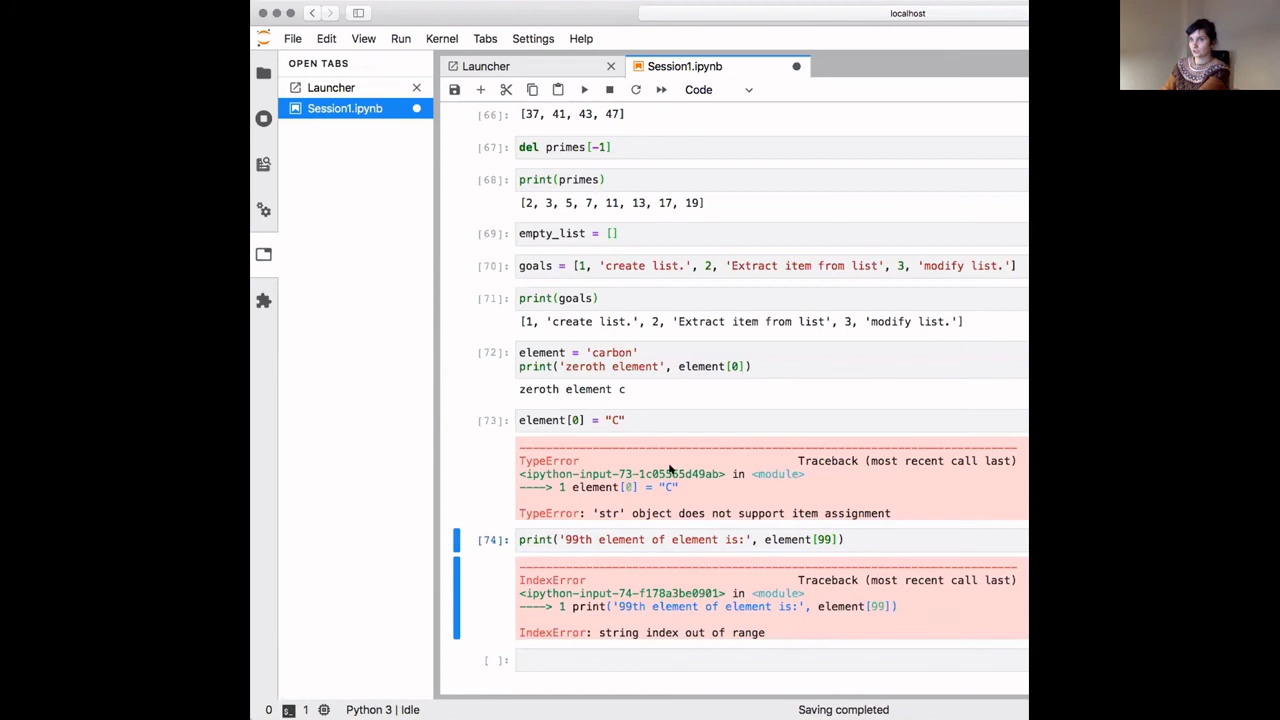 localhost
File Edit View Run Kernel Tabs Settings Help
OPEN TABS
Launcher
Session1.ipynb
Launcher
Session1.ipynb
Code
[66]: [37, 41, 43, 47]
[67]: del primes[-1]
[68]: print(primes)
[2, 3, 5, 7, 11, 13, 17, 19]
[69]: empty_list = []
[70]: goals = [1, 'create list.', 2, 'Extract item from list', 3, 'modify list.']
[71]: print(goals)
[1, 'create list.', 2, 'Extract item from list', 3, 'modify list.']
[72]: element = 'carbon'
print('zeroth element', element[0])
zeroth element c
[73]: element[0] = "C"
---------------------------------------------------------------------------
TypeError Traceback (most recent call last)
<ipython-input-73-1c05565d49ab> in <module>
----> 1 element[0] = "C"
TypeError: 'str' object does not support item assignment
[74]: print('99th element of element is:', element[99])
---------------------------------------------------------------------------
IndexError Traceback (most recent call last)
<ipython-input-74-f178a3be0901> in <module>
----> 1 print('99th element of element is:', element[99])
IndexError: string index out of range
[ ]:
0 $_ 1 Python 3 | Idle Saving completed